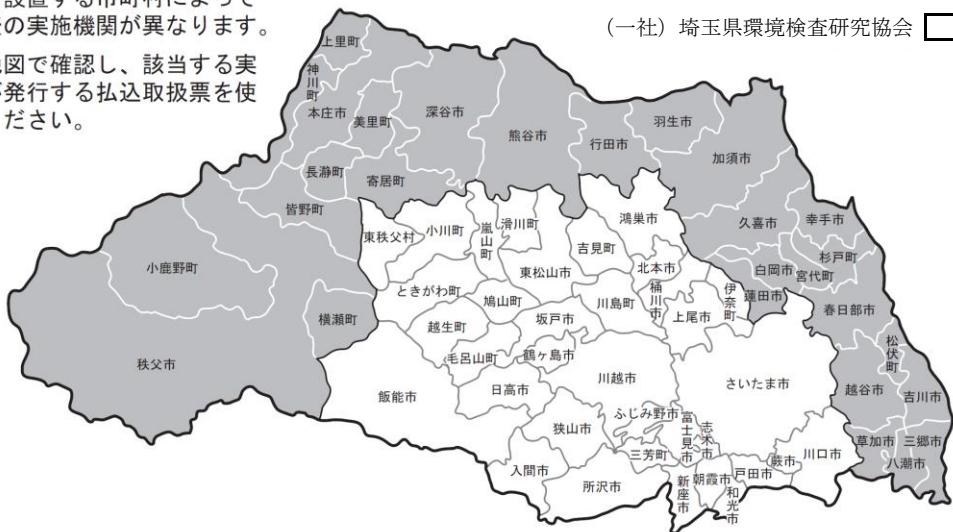 設置する市町村によって
の実施機関が異なります。
図で確認し、該当する実
が発行する払込取扱票を使
ださい。
（一社）埼玉県環境検査研究協会
上里町
神川町
本庄市
美里町
深谷市
熊谷市
行田市
羽生市
加須市
長瀞町
寄居町
皆野町
小鹿野町
秩父市
横瀬町
東秩父村
小川町
嵐山町
滑川町
吉見町
鴻巣市
久喜市
幸手市
杉戸町
宮代町
白岡市
蓮田市
北本市
桶川市
伊奈町
上尾市
東松山市
ときがわ町
鳩山町
川島町
春日部市
松伏町
越生町
坂戸市
毛呂山町
鶴ヶ島市
川越市
さいたま市
越谷市
吉川市
飯能市
日高市
狭山市
ふじみ野市
富士見市
志木市
三芳町
入間市
所沢市
新座市
朝霞市
和光市
戸田市
蕨市
川口市
草加市
三郷市
八潮市